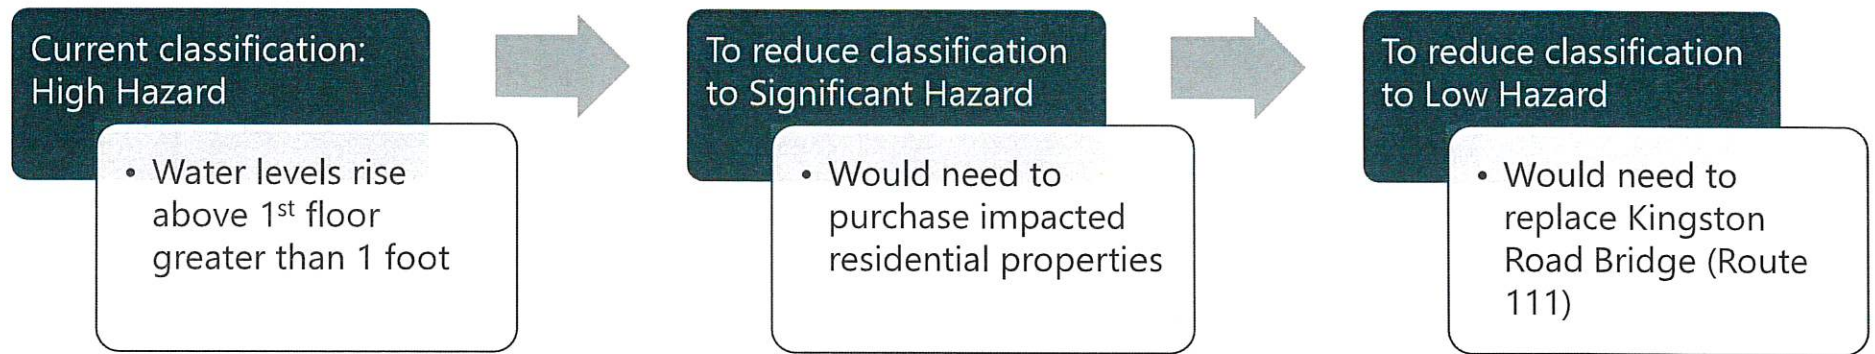 Current classification:
High Hazard
• Water levels rise
above 1st floor
greater than 1 foot
To reduce classification
to Significant Hazard
• Would need to
purchase impacted
residential properties
To reduce classification
to Low Hazard
• Would need to
replace Kingston
Road Bridge (Route
111)